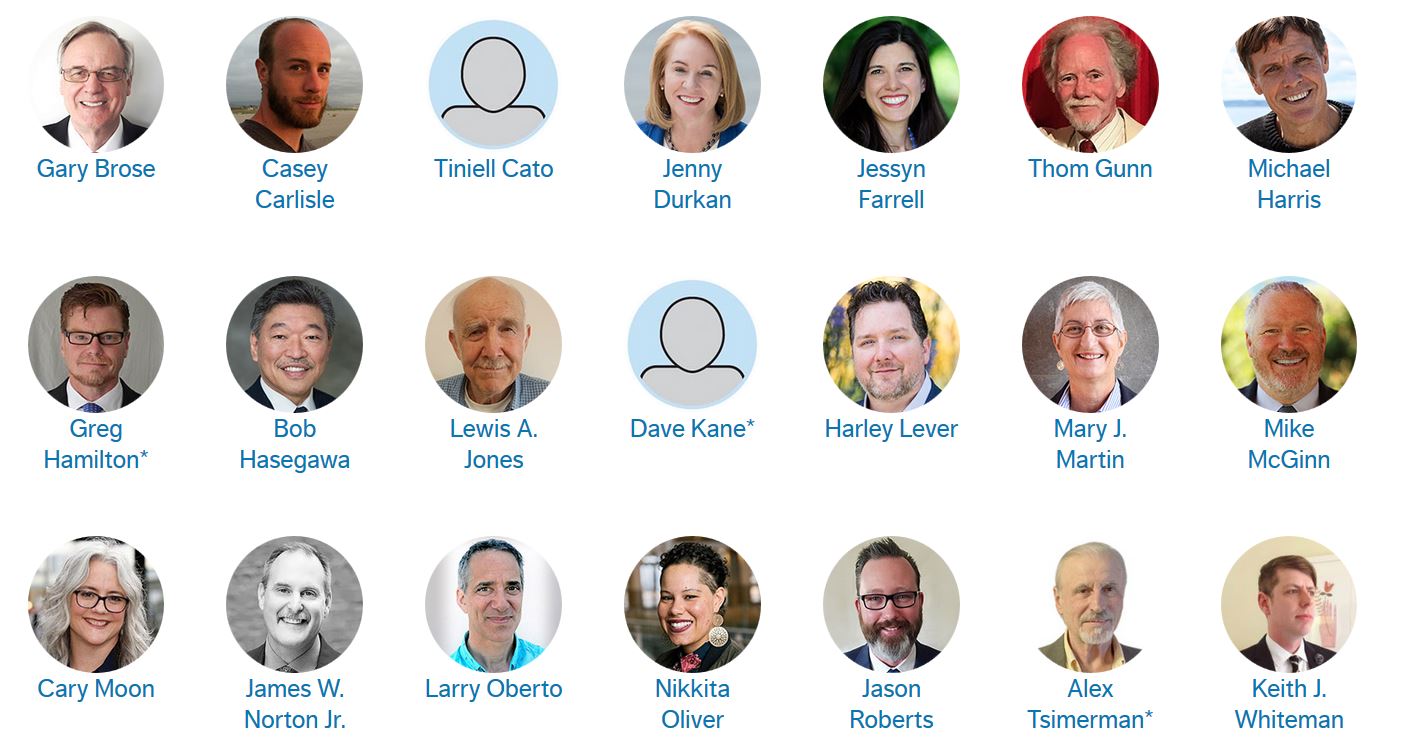 Gary Brose
Casey
Carlisle
Tiniell Cato
Jenny
Durkan
Jessyn
Farrell
Thom Gunn
Michael
Harris
Greg
Hamilton*
Bob
Hasegawa
Lewis A.
Jones
Dave Kane*
Harley Lever
Mary J.
Martin
Mike
McGinn
Cary Moon
James W.
Norton Jr.
Larry Oberto
Nikkita
Oliver
Jason
Roberts
Alex
Tsimerman*
Keith J.
Whiteman